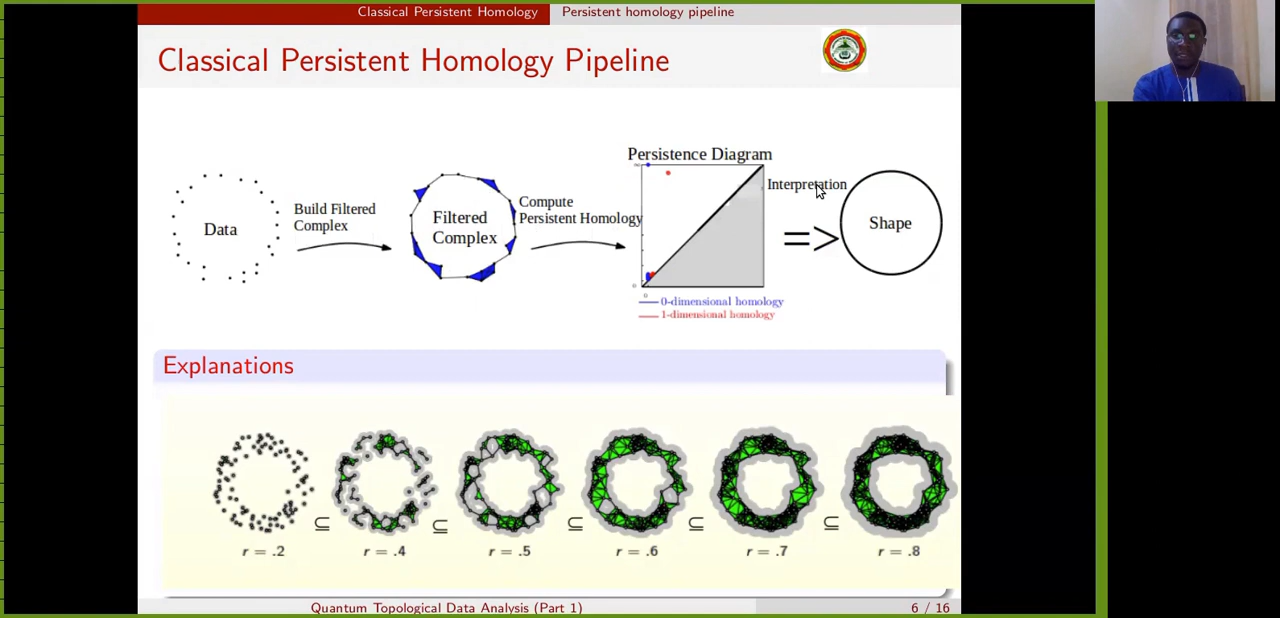 Classical Persistent Homology Persistent homology pipeline
Classical Persistent Homology Pipeline
Data
Build Filtered
Complex
Filtered
Complex
Compute
Persistent Homology
Persistence Diagram
0-dimensional homology
1-dimensional homology
Interpretation
=>
Shape
Explanations
⊆ ⊆ ⊆ ⊆ ⊆
r = .2 r = .4 r = .5 r = .6 r = .7 r = .8
Quantum Topological Data Analysis (Part 1) 6 / 16